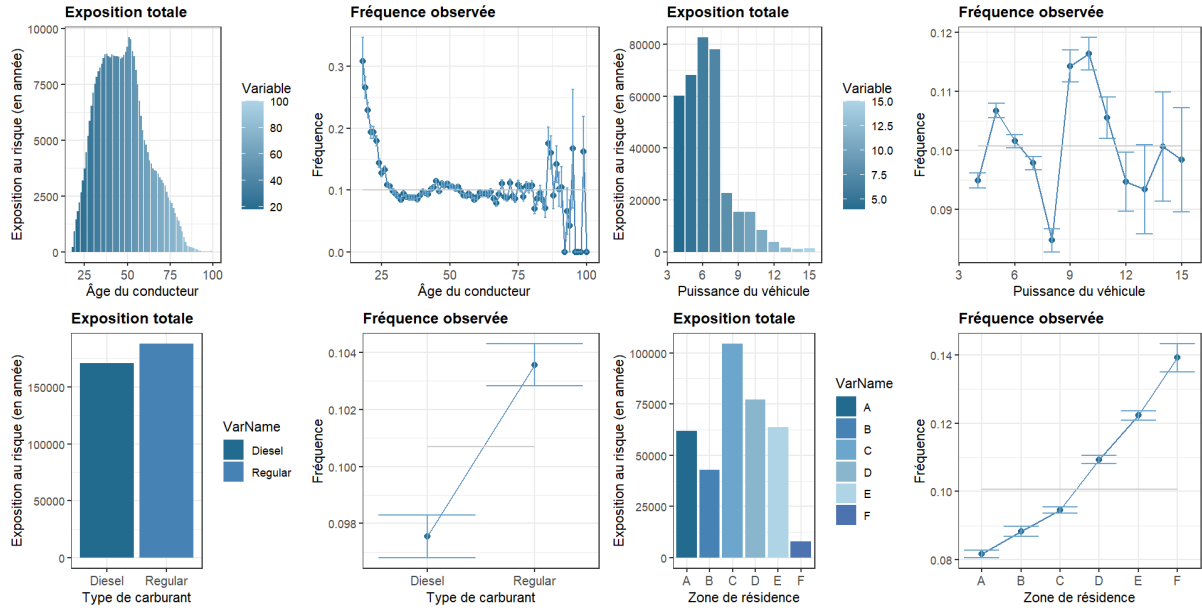 Exposition totale
Exposition au risque (en année)
10000
7500
5000
2500
0
25
50
75
100
Âge du conducteur
Variable
100
80
60
40
20
Fréquence observée
Fréquence
0.3
0.2
0.1
0.0
25
50
75
100
Âge du conducteur
Exposition totale
Exposition au risque (en année)
80000
60000
40000
20000
0
3
6
9
12
15
Puissance du véhicule
Variable
15.0
12.5
10.0
7.5
5.0
Fréquence observée
Fréquence
0.12
0.11
0.10
0.09
3
6
9
12
15
Puissance du véhicule
Exposition totale
Exposition au risque (en année)
150000
100000
50000
0
Diesel
Regular
Type de carburant
VarName
Diesel
Regular
Fréquence observée
Fréquence
0.104
0.102
0.100
0.098
Diesel
Regular
Type de carburant
Exposition totale
Exposition au risque (en année)
100000
75000
50000
25000
0
A
B
C
D
E
F
Zone de résidence
VarName
A
B
C
D
E
F
Fréquence observée
Fréquence
0.14
0.12
0.10
0.08
A
B
C
D
E
F
Zone de résidence